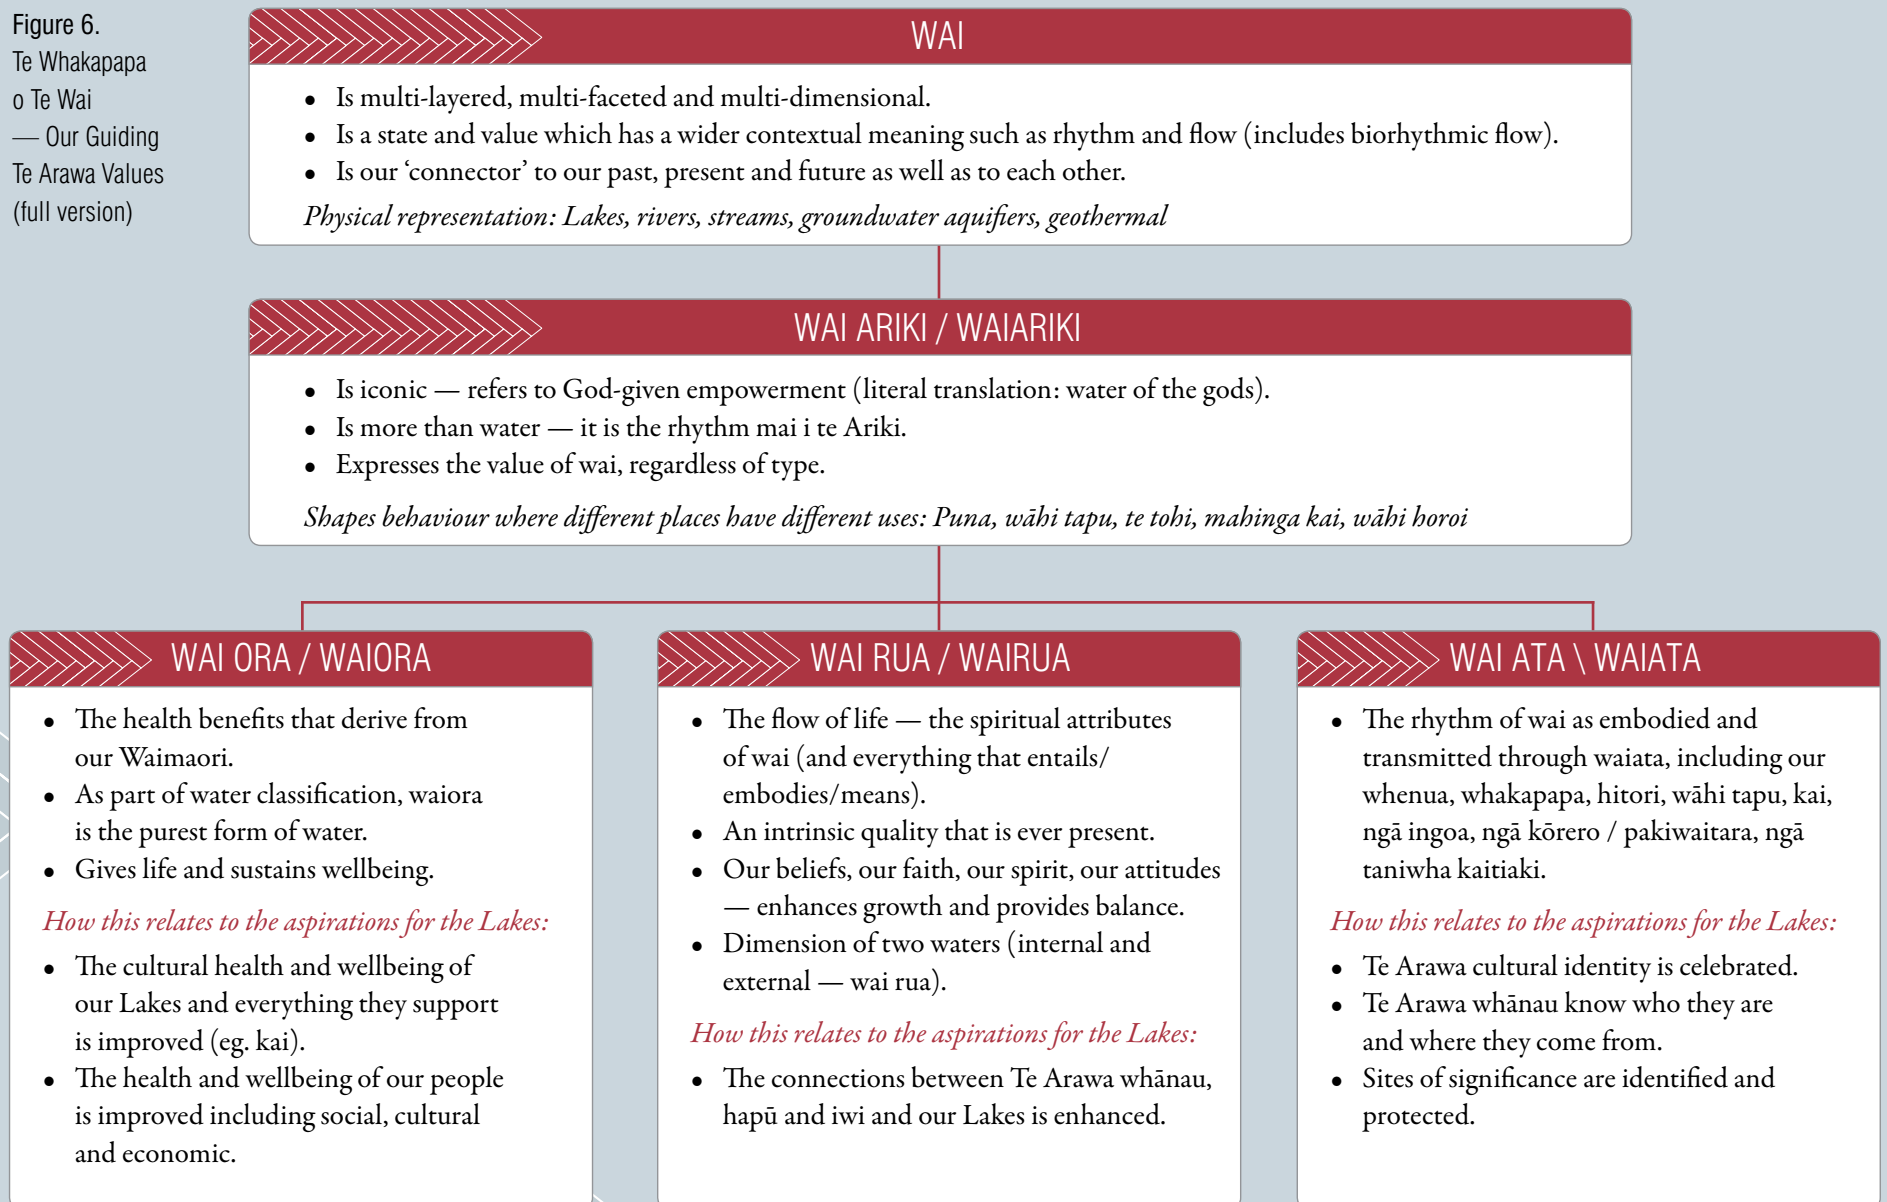 Figure 6.
Te Whakapapa
o Te Wai
— Our Guiding
Te Arawa Values
(full version)
WAI
• Is multi-layered, multi-faceted and multi-dimensional.
• Is a state and value which has a wider contextual meaning such as rhythm and flow (includes biorhythmic flow).
• Is our ‘connector’ to our past, present and future as well as to each other.
Physical representation: Lakes, rivers, streams, groundwater aquifiers, geothermal
WAI ARIKI / WAIARIKI
• Is iconic — refers to God-given empowerment (literal translation: water of the gods).
• Is more than water — it is the rhythm mai i te Ariki.
• Expresses the value of wai, regardless of type.
Shapes behaviour where different places have different uses: Puna, wāhi tapu, te tohi, mahinga kai, wāhi horoi
WAI ORA / WAIORA
• The health benefits that derive from
our Waimaori.
• As part of water classification, waiora
is the purest form of water.
• Gives life and sustains wellbeing.
How this relates to the aspirations for the Lakes:
• The cultural health and wellbeing of
our Lakes and everything they support
is improved (eg. kai).
• The health and wellbeing of our people
is improved including social, cultural
and economic.
WAI RUA / WAIRUA
• The flow of life — the spiritual attributes
of wai (and everything that entails/
embodies/means).
• An intrinsic quality that is ever present.
• Our beliefs, our faith, our spirit, our attitudes
— enhances growth and provides balance.
• Dimension of two waters (internal and
external — wai rua).
How this relates to the aspirations for the Lakes:
• The connections between Te Arawa whānau,
hapū and iwi and our Lakes is enhanced.
WAI ATA \ WAIATA
• The rhythm of wai as embodied and
transmitted through waiata, including our
whenua, whakapapa, hitori, wāhi tapu, kai,
ngā ingoa, ngā kōrero / pakiwaitara, ngā
taniwha kaitiaki.
How this relates to the aspirations for the Lakes:
• Te Arawa cultural identity is celebrated.
• Te Arawa whānau know who they are
and where they come from.
• Sites of significance are identified and
protected.